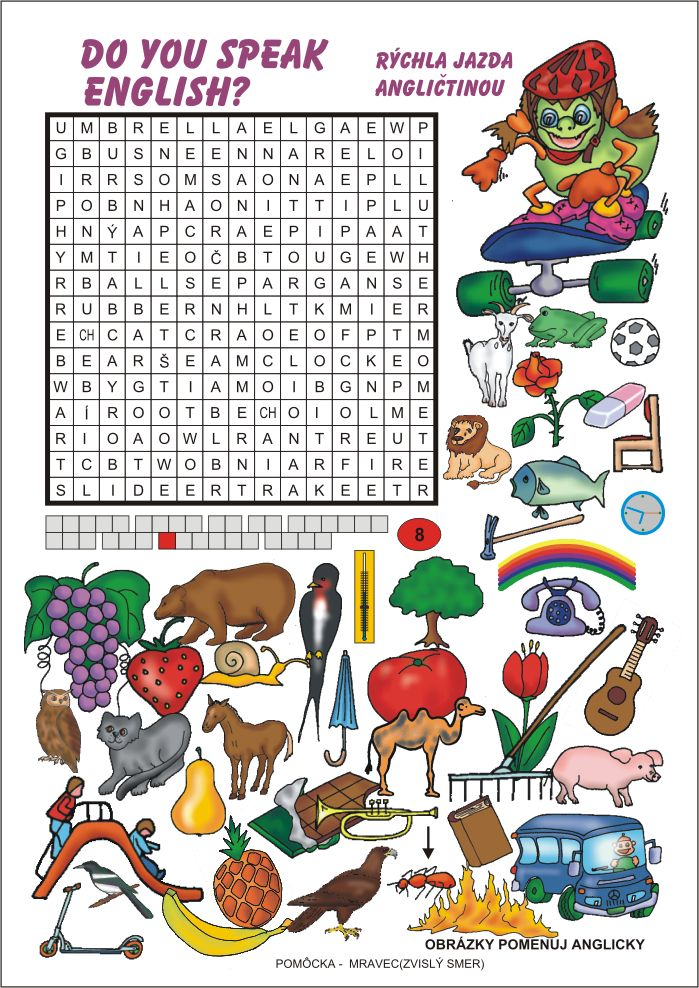 DO YOU SPEAK
ENGLISH?
RÝCHLA JAZDA
ANGLIČTINOU
U M B R E L L A E L G A E W P
G B U S N E E N N A R E L O I
I R R S O M S A O N A E P L L
P O B N H A O N I T T I P L U
H N Ý A P C R A E P I P A A T
Y M T I E O Č B T O U G E W H
R B A L L S E P A R G A N S E
R U B B E R N H L T K M I E R
E CH C A T C R A O E O F P T M
B E A R Š E A M C L O C K E O
W B Y G T I A M O I B G N P M
A Í R O O T B E CH O I O L M E
R I O A O W L R A N T R E U T
T C B T W O B N I A R F I R E
S L I D E E R T R A K E E T R
8
OBRÁZKY POMENUJ ANGLICKY
POMÔCKA - MRAVEC(ZVISLÝ SMER)